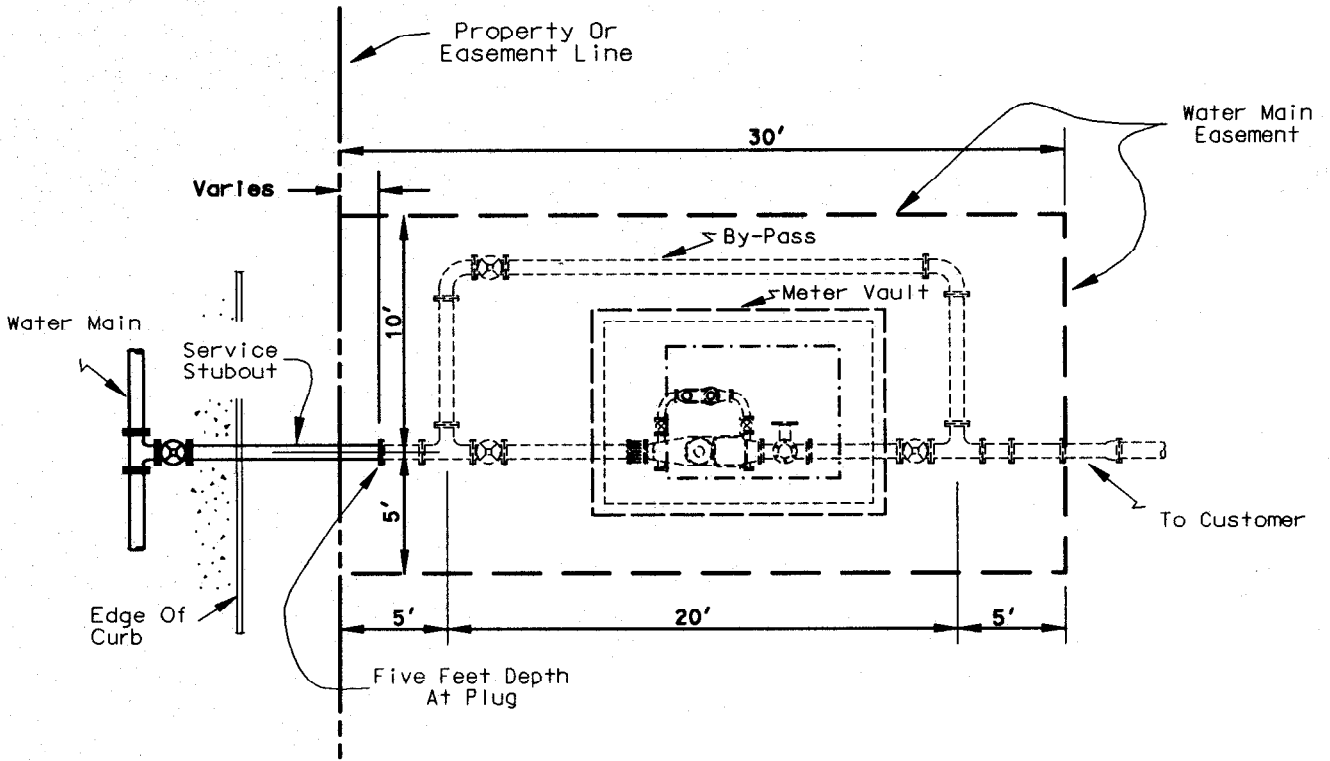 Property Or
Easement Line
Water Main
Easement
30'
Varies
By-Pass
Meter Vault
Water Main
10'
Service
Stubout
5'
To Customer
Edge Of
Curb
5'
20'
5'
Five Feet Depth
At Plug